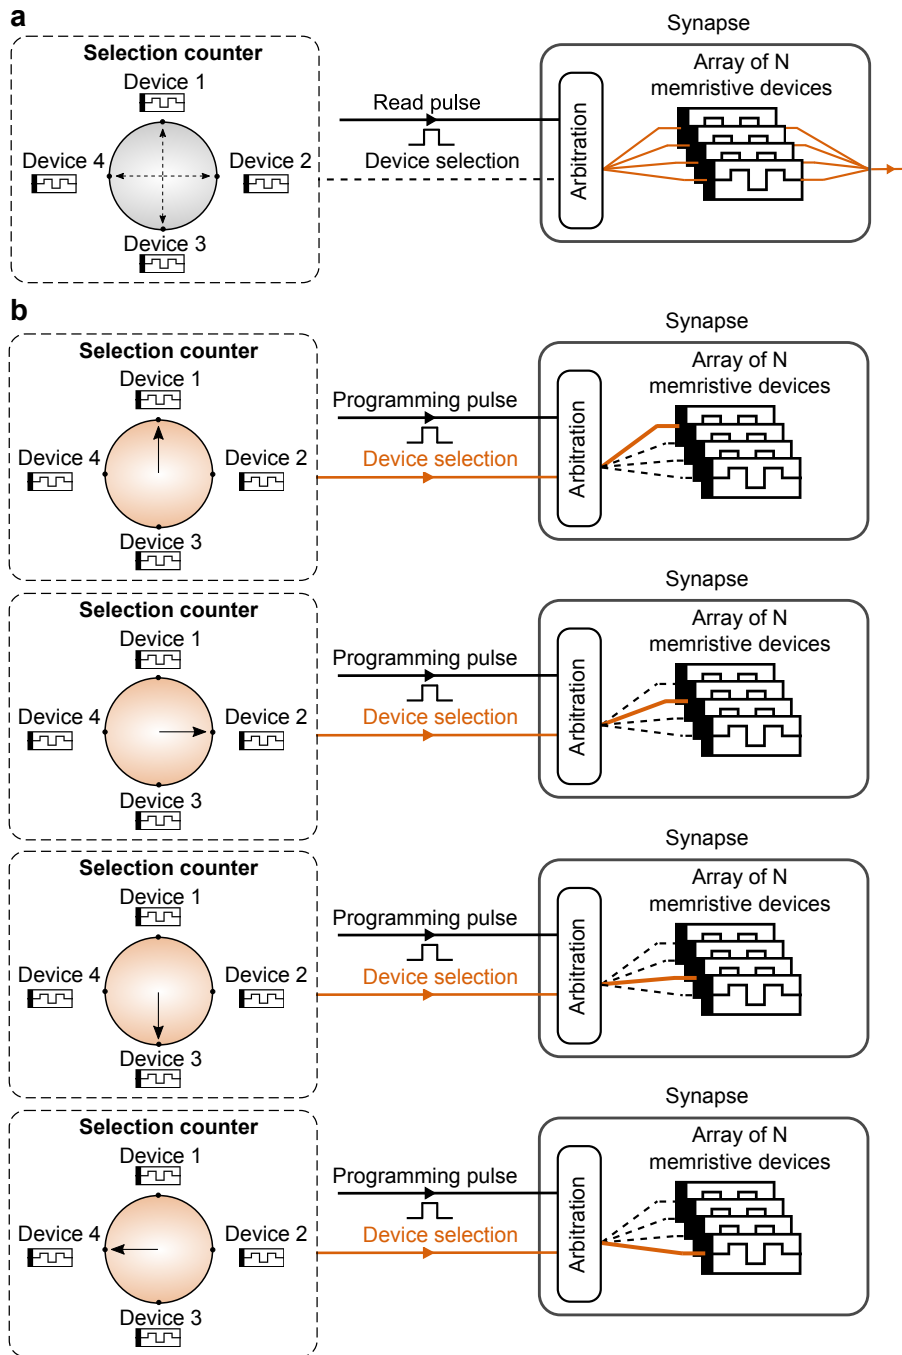 a
Selection counter
Device 1
Device 4
Device 2
Device 3
Read pulse
Device selection
Synapse
Arbitration
Array of N
memristive devices
b
Selection counter
Device 1
Device 4
Device 2
Device 3
Programming pulse
Device selection
Synapse
Arbitration
Array of N
memristive devices
Selection counter
Device 1
Device 4
Device 2
Device 3
Programming pulse
Device selection
Synapse
Arbitration
Array of N
memristive devices
Selection counter
Device 1
Device 4
Device 2
Device 3
Programming pulse
Device selection
Synapse
Arbitration
Array of N
memristive devices
Selection counter
Device 1
Device 4
Device 2
Device 3
Programming pulse
Device selection
Synapse
Arbitration
Array of N
memristive devices